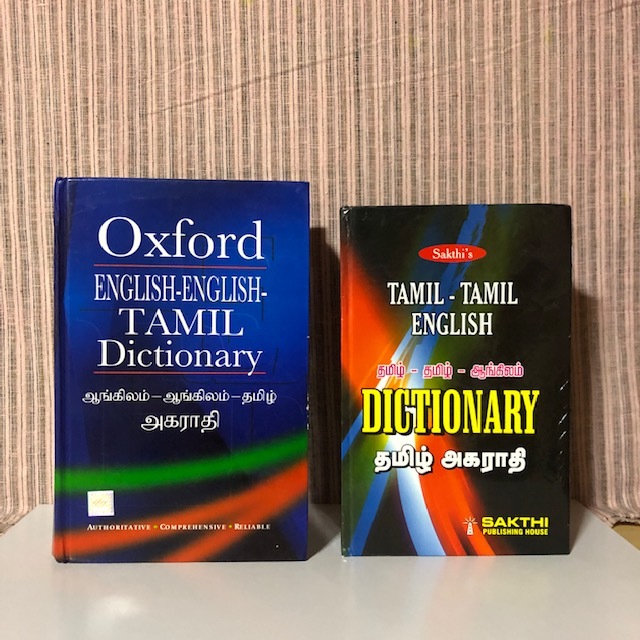 Oxford
ENGLISH-ENGLISH-
TAMIL
Dictionary
ஆங்கிலம்–ஆங்கிலம்–தமிழ்
அகராதி
AUTHORITATIVE • COMPREHENSIVE • RELIABLE
Sakthi's
TAMIL - TAMIL
ENGLISH
தமிழ் - தமிழ் - ஆங்கிலம்
DICTIONARY
தமிழ் அகராதி
SAKTHI
PUBLISHING HOUSE